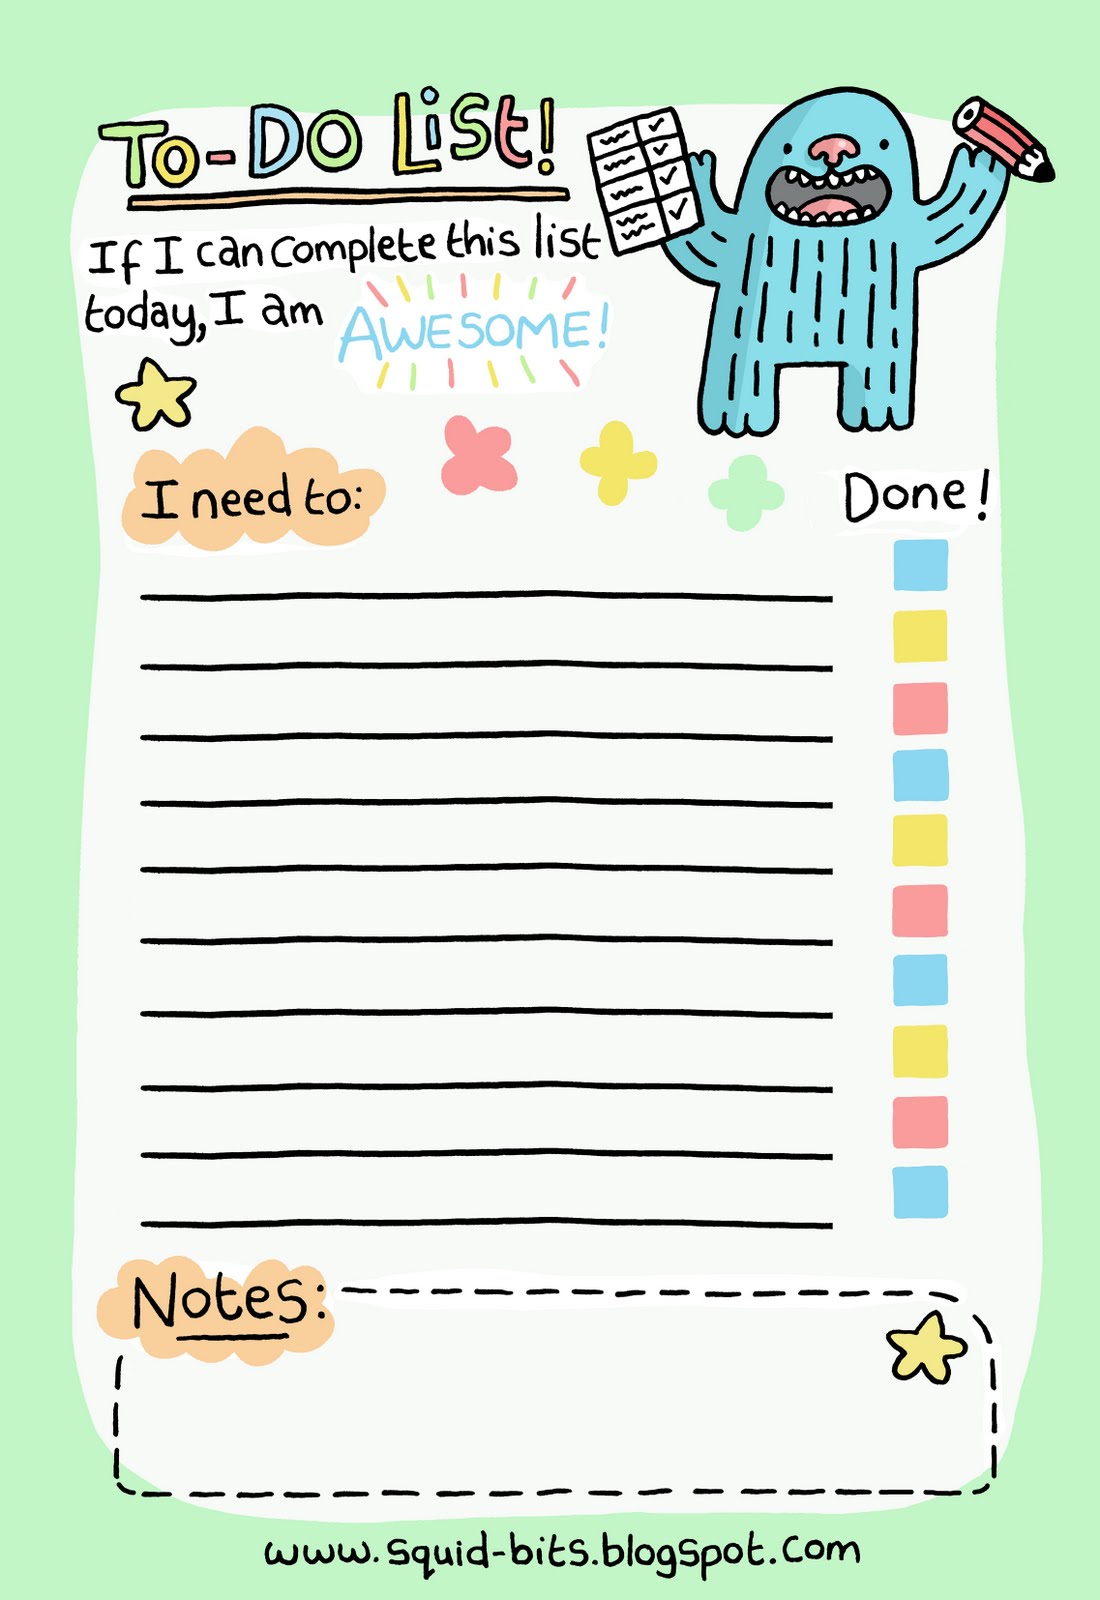 To-Do List!
If I can complete this list
today, I am AWESOME!
I need to:
Done!
Notes:
www.squid-bits.blogspot.com